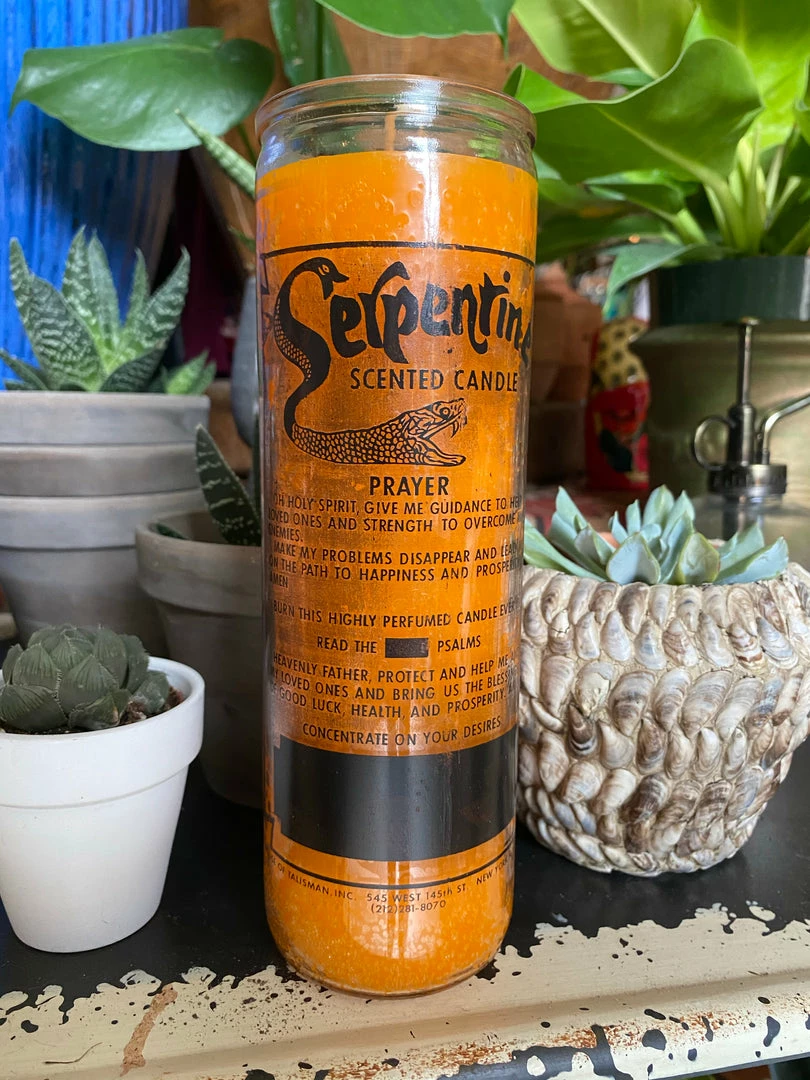 Serpentine
SCENTED CANDLE
PRAYER
OH HOLY SPIRIT, GIVE ME GUIDANCE TO
LOVED ONES AND STRENGTH TO OVERCOME
ENEMIES.
MAKE MY PROBLEMS DISAPPEAR AND
ON THE PATH TO HAPPINESS AND
AMEN
BURN THIS HIGHLY PERFUMED CANDLE
READ THE PSALMS
HEAVENLY FATHER, PROTECT AND HELP ME
MY LOVED ONES AND BRING US THE
GOOD LUCK, HEALTH, AND PROSPERITY.
CONCENTRATE ON YOUR DESIRES
OF TALISMAN, INC. 545 WEST 145th ST. NEW
(212)281-8070